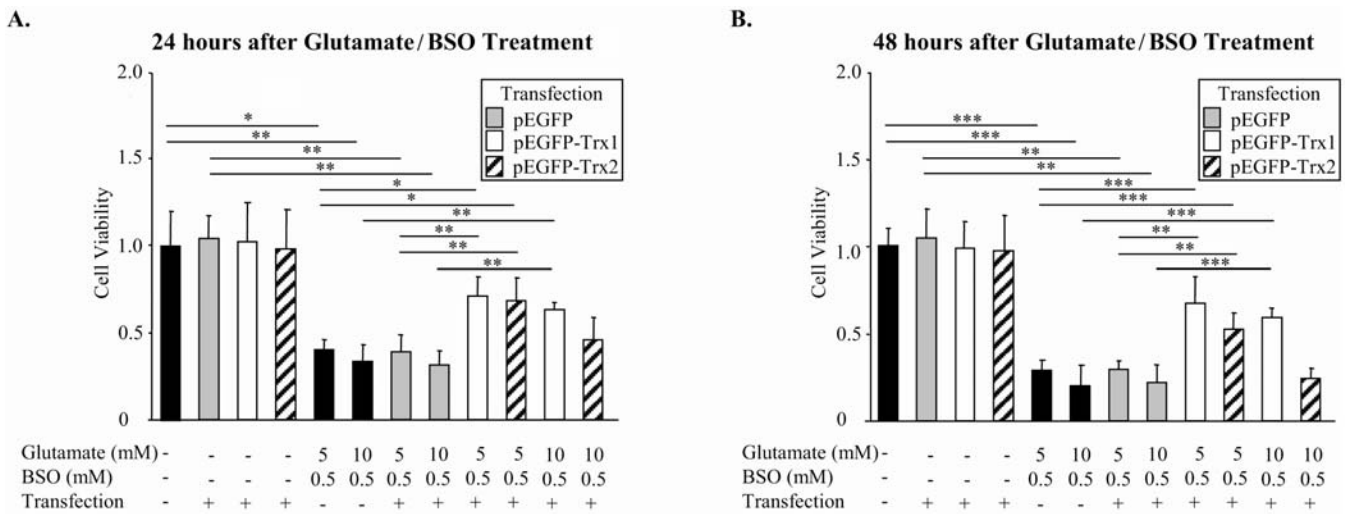 A.
24 hours after Glutamate/BSO Treatment
2.0
1.5
1.0
0.5
0
Cell Viability
Transfection
pEGFP
pEGFP-Trx1
pEGFP-Trx2
*
**
**
**
*
*
**
**
**
**
Glutamate (mM) - - - - 5 10 5 10 5 5 10 10
BSO (mM) - - - - 0.5 0.5 0.5 0.5 0.5 0.5 0.5 0.5
Transfection - + + + - - + + + + + +
B.
48 hours after Glutamate/BSO Treatment
2.0
1.5
1.0
0.5
0
Cell Viability
Transfection
pEGFP
pEGFP-Trx1
pEGFP-Trx2
***
***
**
**
***
***
***
**
**
***
Glutamate (mM) - - - - 5 10 5 10 5 5 10 10
BSO (mM) - - - - 0.5 0.5 0.5 0.5 0.5 0.5 0.5 0.5
Transfection - + + + - - + + + + + +